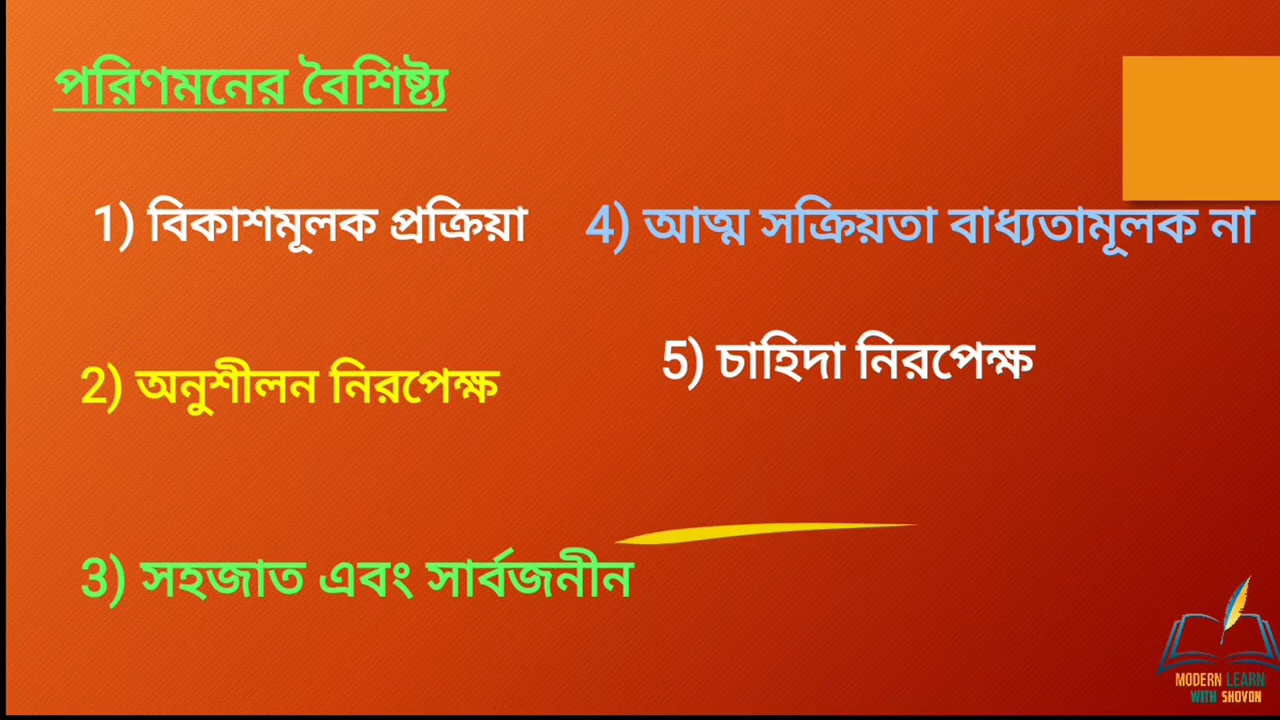 পরিণমনের বৈশিষ্ট্য
1) বিকাশমূলক প্রক্রিয়া
2) অনুশীলন নিরপেক্ষ
3) সহজাত এবং সার্বজনীন
4) আত্ম সক্রিয়তা বাধ্যতামূলক না
5) চাহিদা নিরপেক্ষ
MODERN LEARN
WITH SHOVON